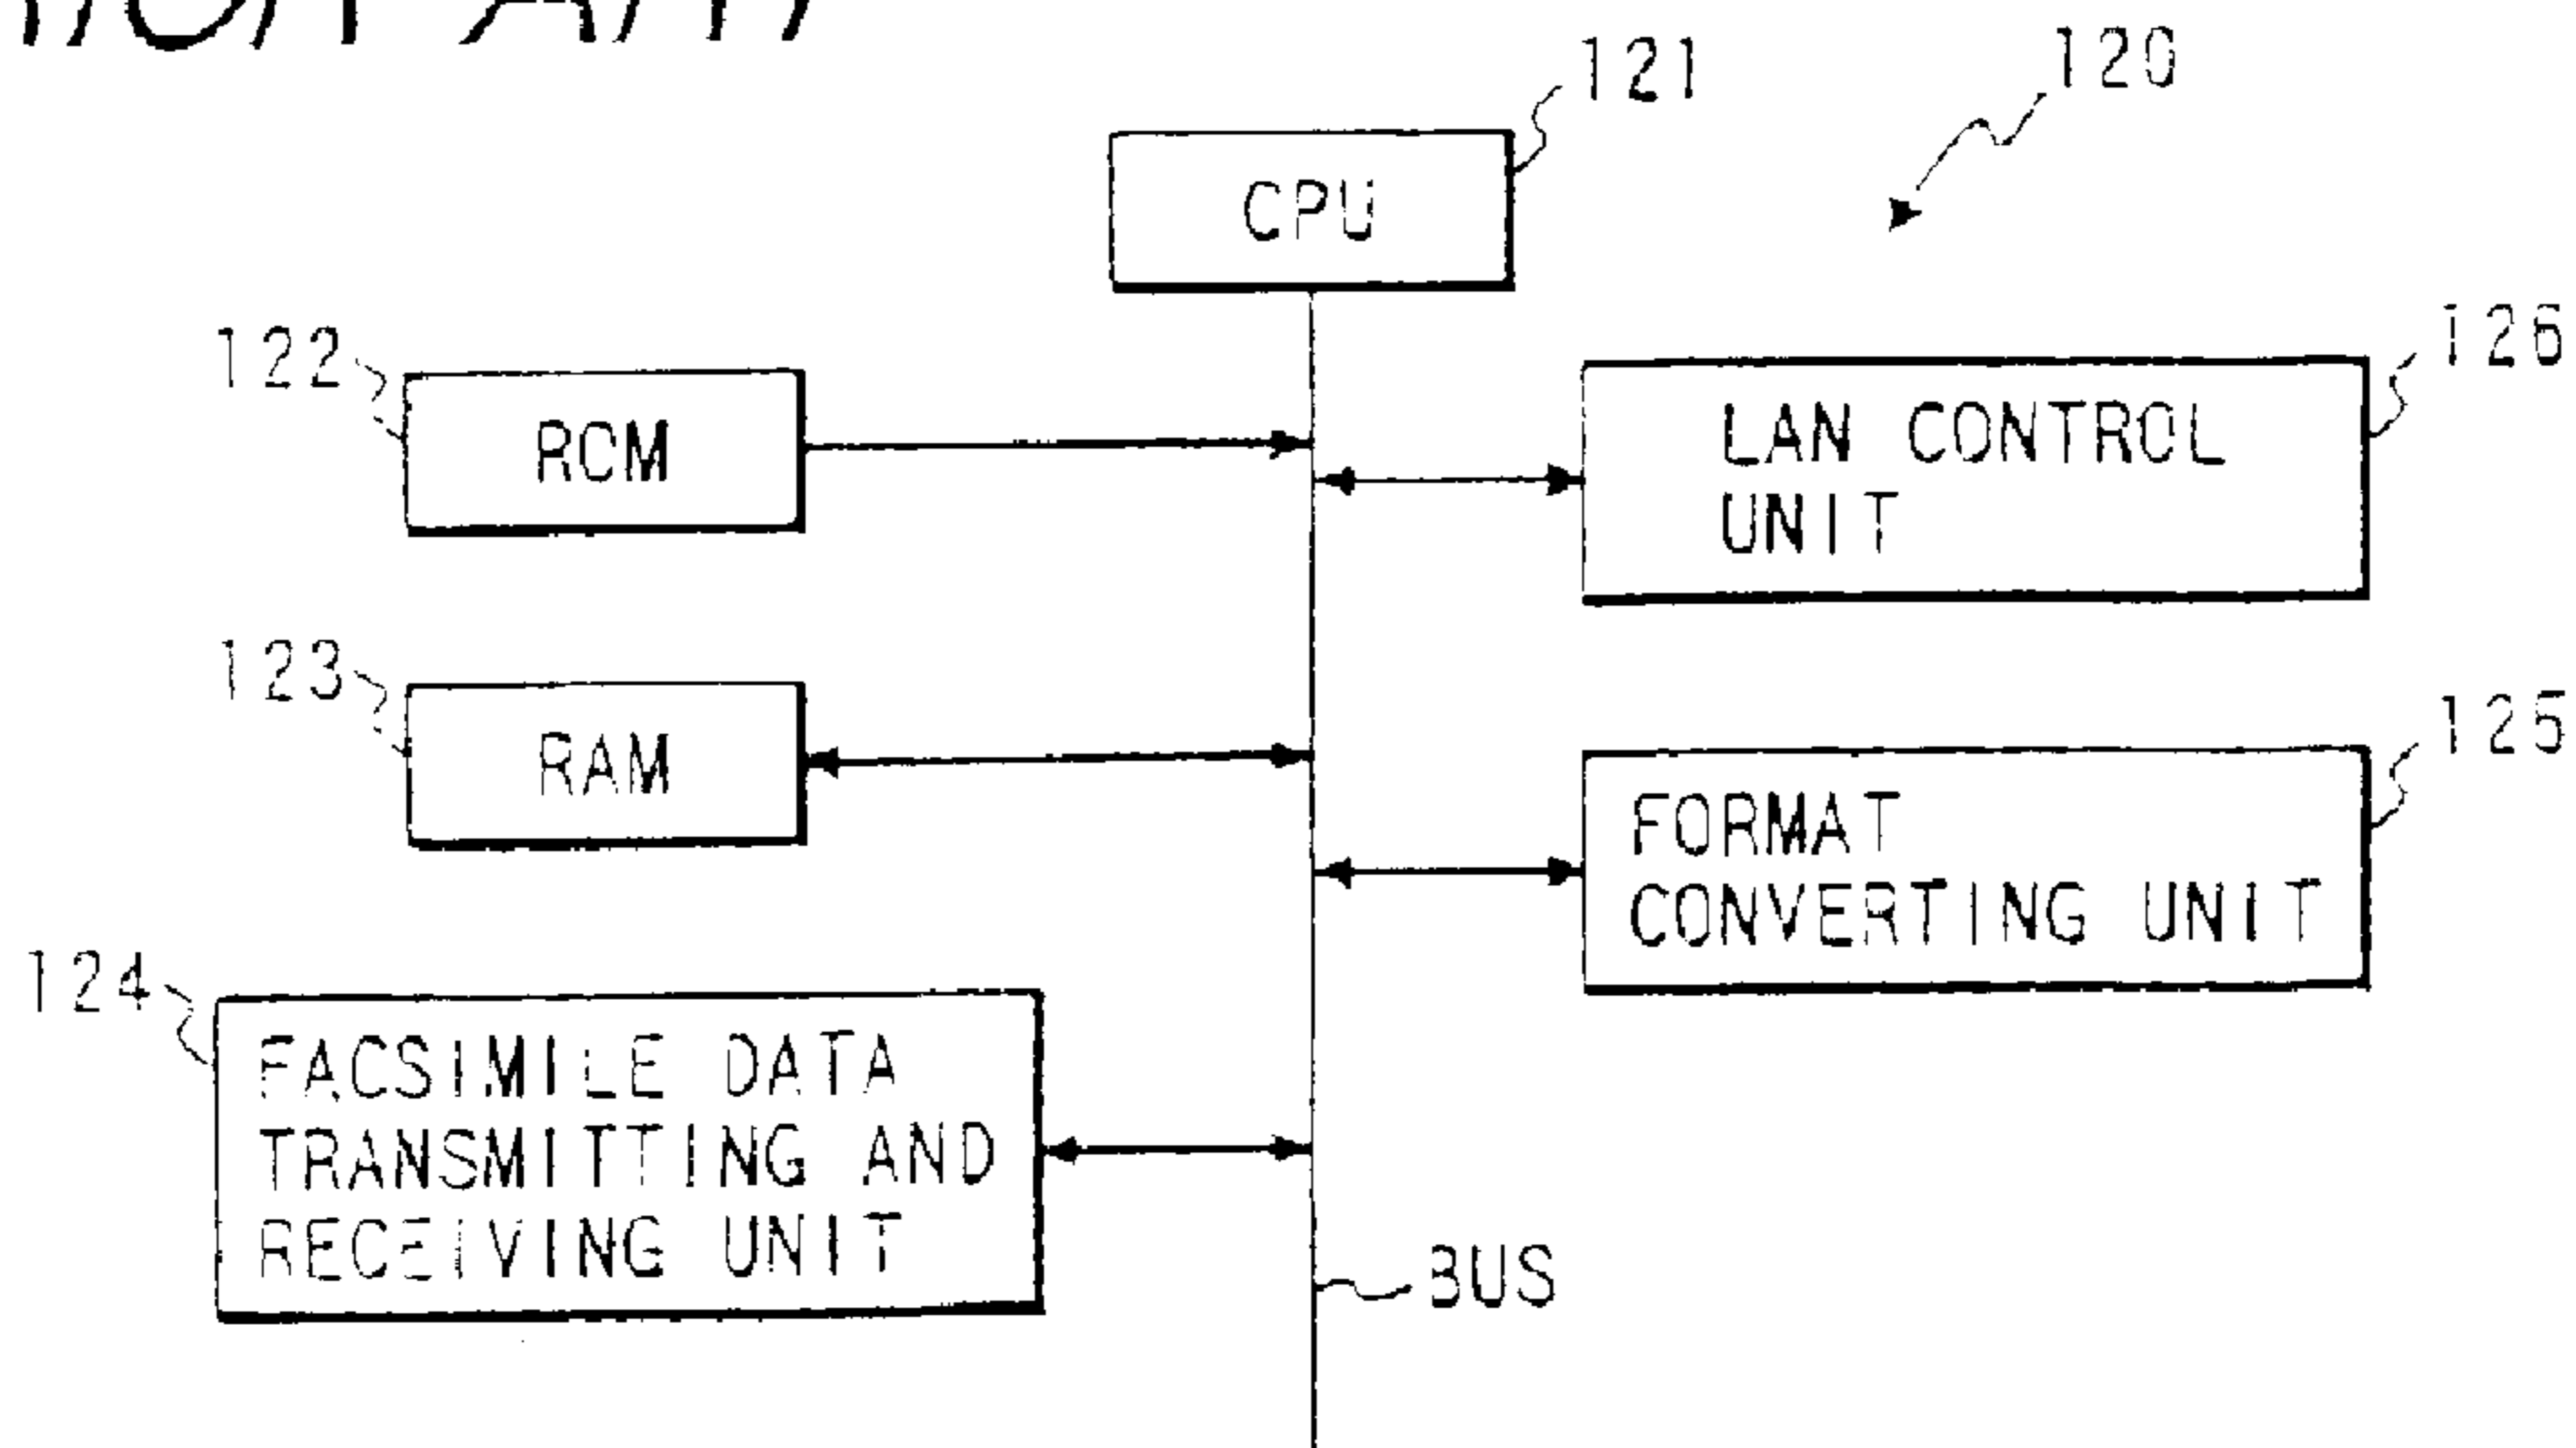 121
120
CPU
122
ROM
126
LAN CONTROL
UNIT
123
RAM
125
FORMAT
CONVERTING UNIT
124
FACSIMILE DATA
TRANSMITTING AND
RECEIVING UNIT
BUS